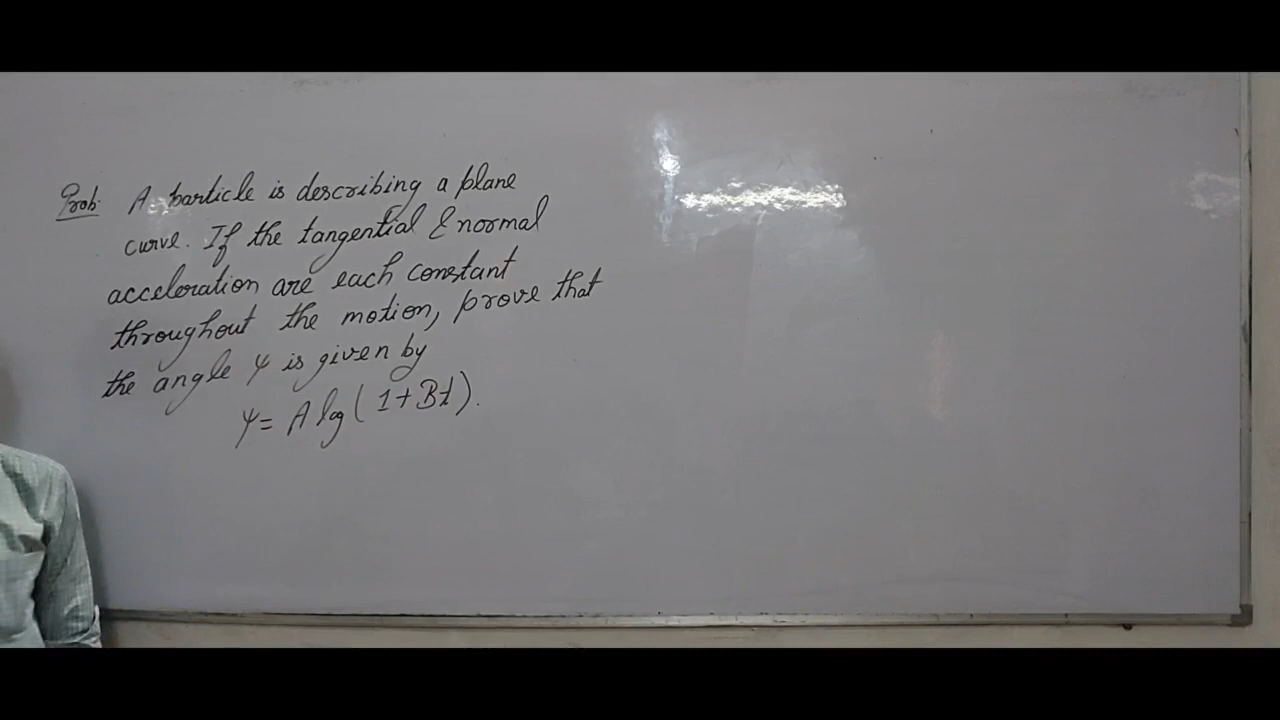 Prob. A particle is describing a plane
curve. If the tangential & normal
acceleration are each constant
throughout the motion, prove that
the angle ψ is given by
ψ = A log ( 1 + Bt ).